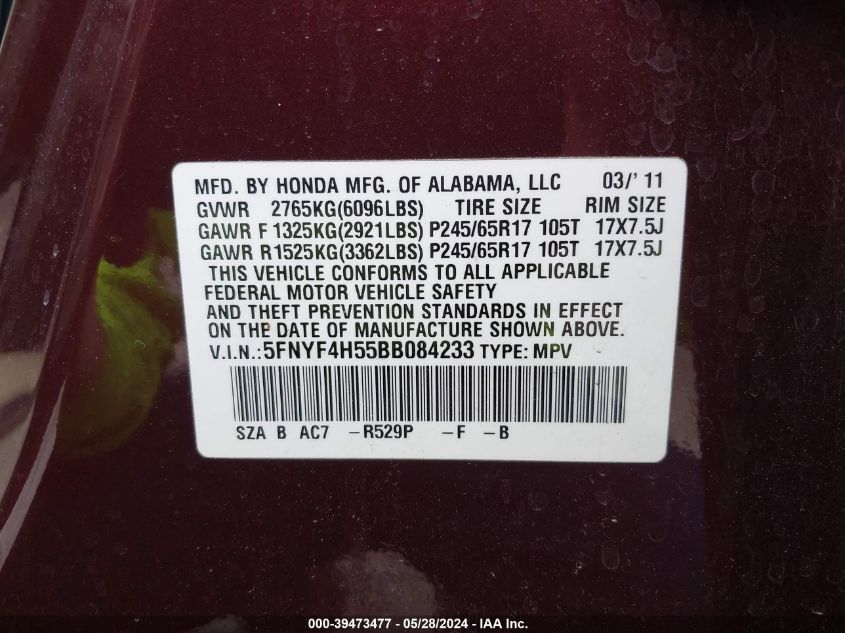 MFD. BY HONDA MFG. OF ALABAMA, LLC 03/'11
GVWR 2765KG(6096LBS) TIRE SIZE RIM SIZE
GAWR F 1325KG(2921LBS) P245/65R17 105T 17X7.5J
GAWR R1525KG(3362LBS) P245/65R17 105T 17X7.5J
THIS VEHICLE CONFORMS TO ALL APPLICABLE
FEDERAL MOTOR VEHICLE SAFETY
AND THEFT PREVENTION STANDARDS IN EFFECT
ON THE DATE OF MANUFACTURE SHOWN ABOVE.
V.I.N.:5FNYF4H55BB084233 TYPE: MPV
SZA B AC7 -R529P -F -B
000-39473477 - 05/28/2024 - IAA Inc.